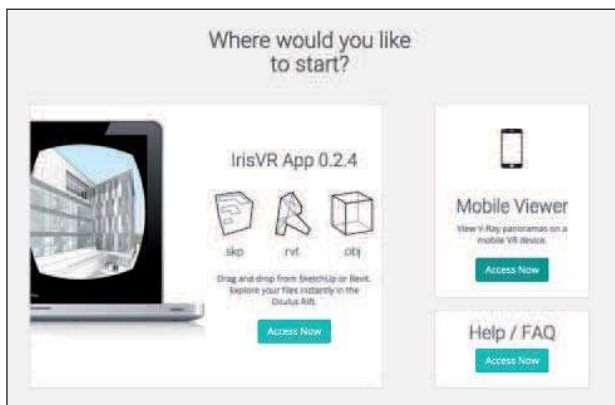 Where would you like
to start?
IrisVR App 0.2.4
skp rvt obj
Drag and drop from SketchUp or Revit.
Explore your files instantly in the
Oculus Rift.
Access Now
Mobile Viewer
View V-Ray panoramas on a
mobile VR device.
Access Now
Help / FAQ
Access Now